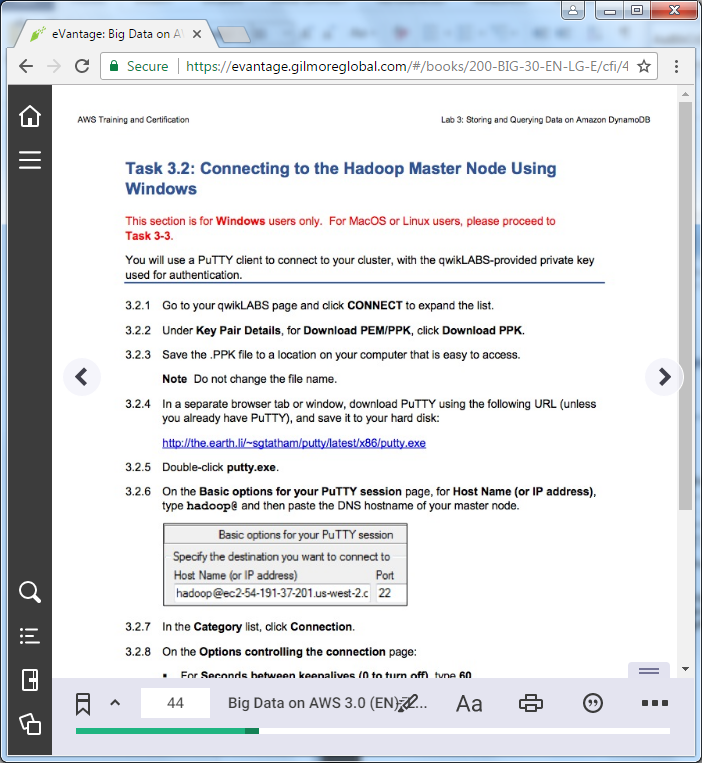 eVantage: Big Data on A
Secure
https://evantage.gilmoreglobal.com/#/books/200-BIG-30-EN-LG-E/cfi/4
AWS Training and Certification
Lab 3: Storing and Querying Data on Amazon DynamoDB
Task 3.2: Connecting to the Hadoop Master Node Using
Windows
This section is for Windows users only. For MacOS or Linux users, please proceed to
Task 3-3.
You will use a PuTTY client to connect to your cluster, with the qwikLABS-provided private key
used for authentication.
3.2.1 Go to your qwikLABS page and click CONNECT to expand the list.
3.2.2 Under Key Pair Details, for Download PEM/PPK, click Download PPK.
3.2.3 Save the .PPK file to a location on your computer that is easy to access.
Note Do not change the file name.
3.2.4 In a separate browser tab or window, download PuTTY using the following URL (unless
you already have PuTTY), and save it to your hard disk:
http://the.earth.li/~sgtatham/putty/latest/x86/putty.exe
3.2.5 Double-click putty.exe.
3.2.6 On the Basic options for your PuTTY session page, for Host Name (or IP address),
type hadoop@ and then paste the DNS hostname of your master node.
Basic options for your PuTTY session
Specify the destination you want to connect to
Host Name (or IP address) Port
hadoop@ec2-54-191-37-201.us-west-2.c 22
3.2.7 In the Category list, click Connection.
3.2.8 On the Options controlling the connection page:
▪ For Seconds between keepalives (0 to turn off), type 60
44
Big Data on AWS 3.0 (EN)
Aa